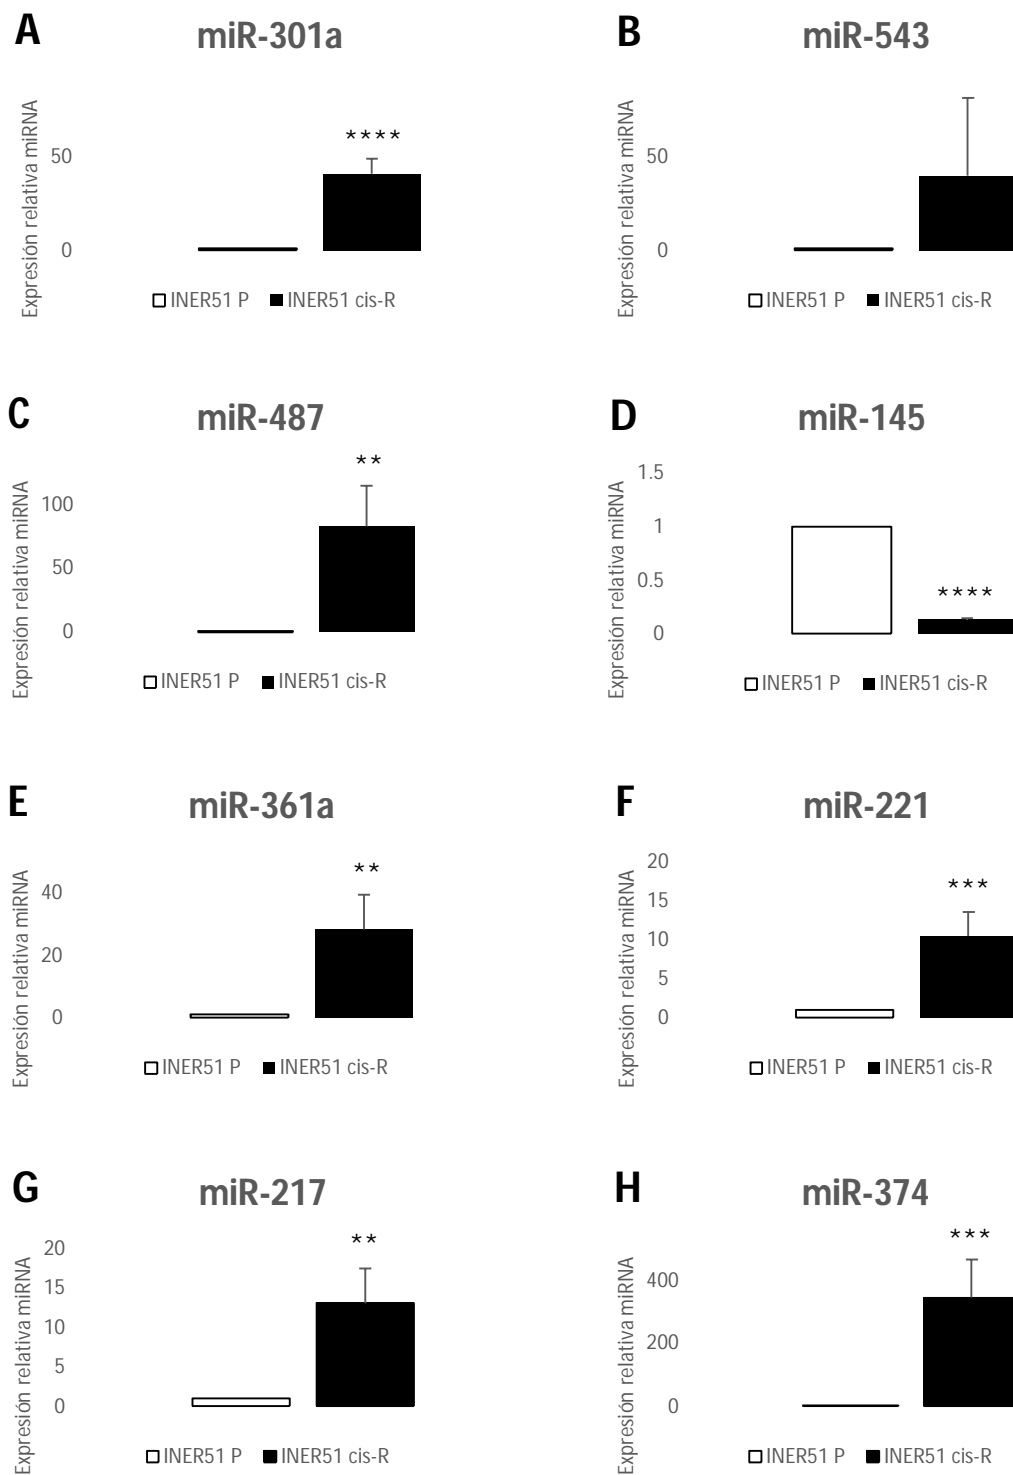 A
miR-301a
Expresión relativa miRNA
50
0
****
INER51 P
INER51 cis-R
B
miR-543
Expresión relativa miRNA
50
0
INER51 P
INER51 cis-R
C
miR-487
Expresión relativa miRNA
100
50
0
**
INER51 P
INER51 cis-R
D
miR-145
Expresión relativa miRNA
1.5
1
0.5
0
****
INER51 P
INER51 cis-R
E
miR-361a
Expresión relativa miRNA
40
20
0
**
INER51 P
INER51 cis-R
F
miR-221
Expresión relativa miRNA
20
15
10
5
0
***
INER51 P
INER51 cis-R
G
miR-217
Expresión relativa miRNA
20
15
10
5
0
**
INER51 P
INER51 cis-R
H
miR-374
Expresión relativa miRNA
400
200
0
***
INER51 P
INER51 cis-R